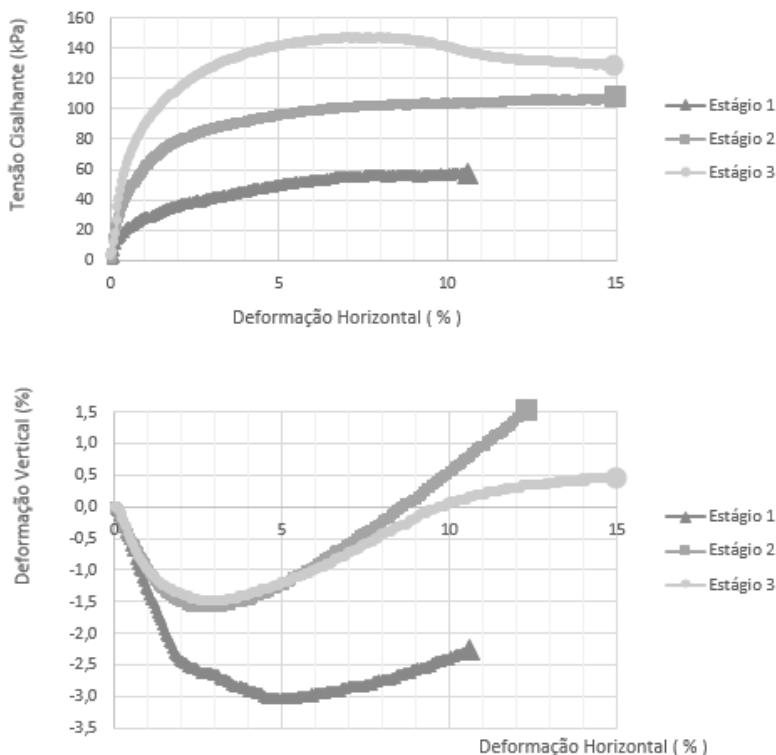 Tensão Cisalhante (kPa)
160
140
120
100
80
60
40
20
0
0
5
10
15
Deformação Horizontal ( % )
Estágio 1
Estágio 2
Estágio 3
Deformação Vertical (%)
1,5
1,0
0,5
0,0
-0,5
-1,0
-1,5
-2,0
-2,5
-3,0
-3,5
0
5
10
15
Deformação Horizontal ( % )
Estágio 1
Estágio 2
Estágio 3